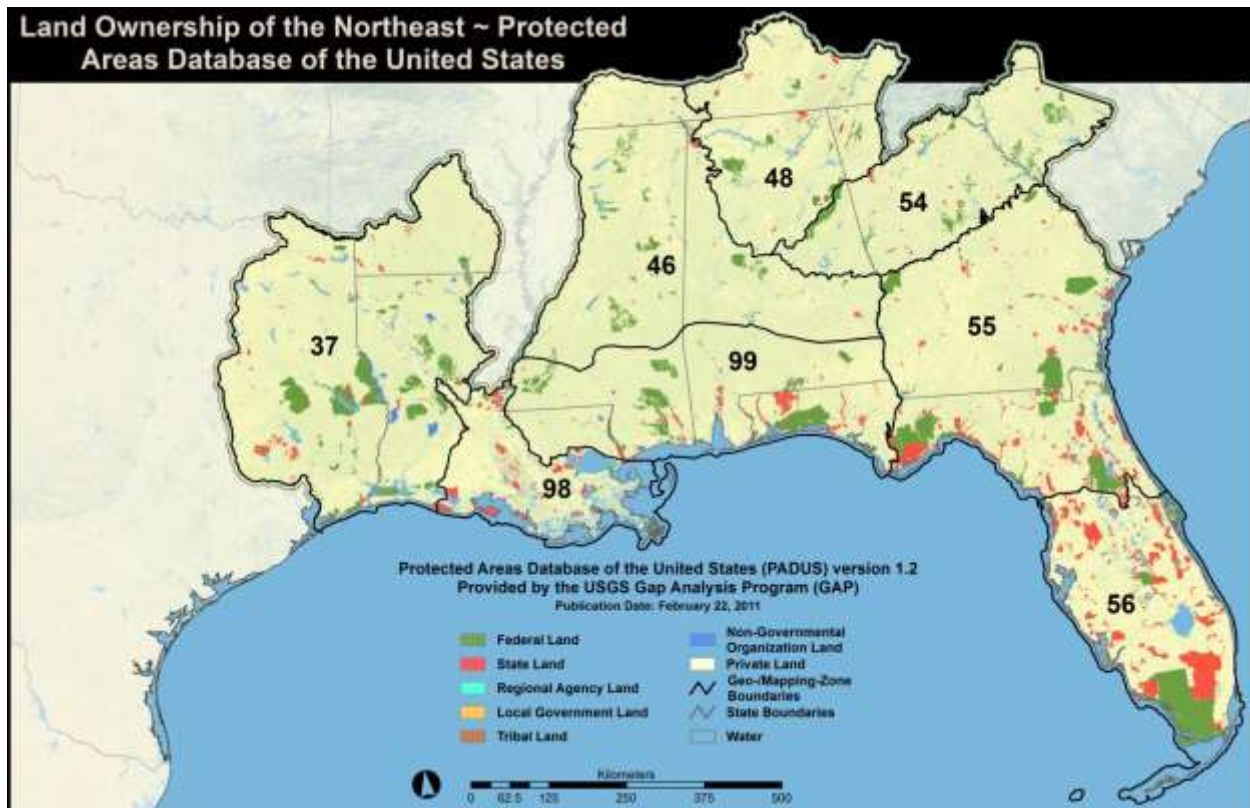 Land Ownership of the Northeast ~ Protected
Areas Database of the United States
48
54
46
55
37
99
98
56
Protected Areas Database of the United States (PADUS) version 1.2
Provided by the USGS Gap Analysis Program (GAP)
Publication Date: February 22, 2011
Federal Land
State Land
Regional Agency Land
Local Government Land
Tribal Land
Non-Governmental
Organization Land
Private Land
Geo-/Mapping-Zone
Boundaries
State Boundaries
Water
Kilometers
0 62.5 125 250 375 500